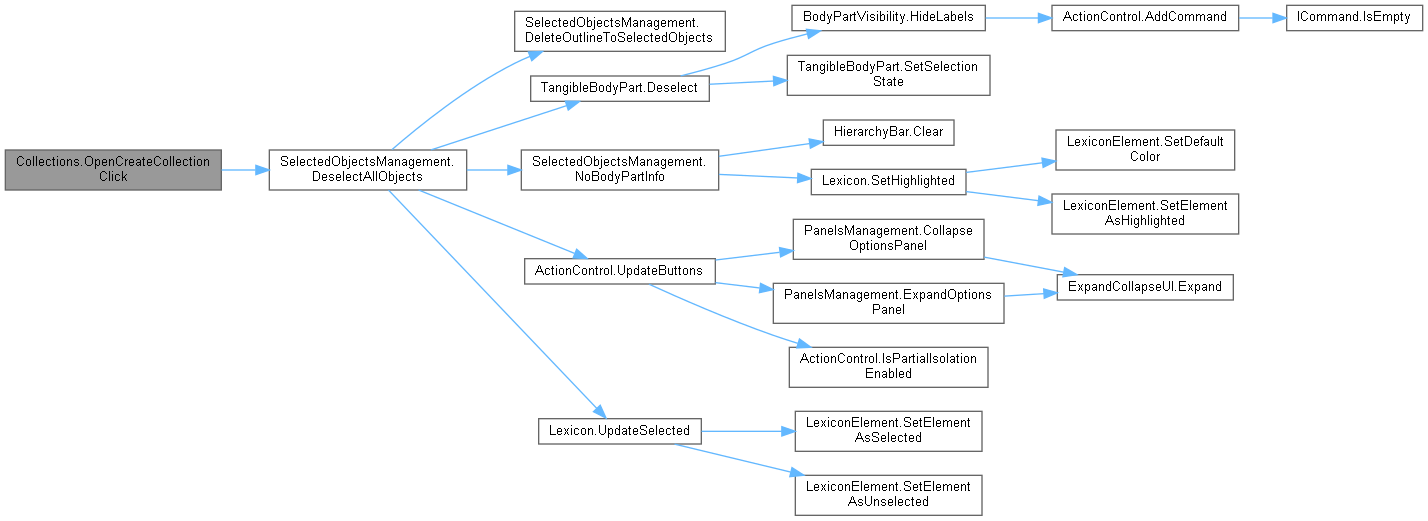 Collections.OpenCreateCollection
Click
SelectedObjectsManagement.
DeselectAllObjects
SelectedObjectsManagement.
DeleteOutlineToSelectedObjects
TangibleBodyPart.Deselect
BodyPartVisibility.HideLabels
ActionControl.AddCommand
ICommand.IsEmpty
TangibleBodyPart.SetSelection
State
SelectedObjectsManagement.
NoBodyPartInfo
HierarchyBar.Clear
Lexicon.SetHighlighted
LexiconElement.SetDefault
Color
LexiconElement.SetElement
AsHighlighted
ActionControl.UpdateButtons
PanelsManagement.Collapse
OptionsPanel
PanelsManagement.ExpandOptions
Panel
ExpandCollapseUI.Expand
ActionControl.IsPartialIsolation
Enabled
Lexicon.UpdateSelected
LexiconElement.SetElement
AsSelected
LexiconElement.SetElement
AsUnselected